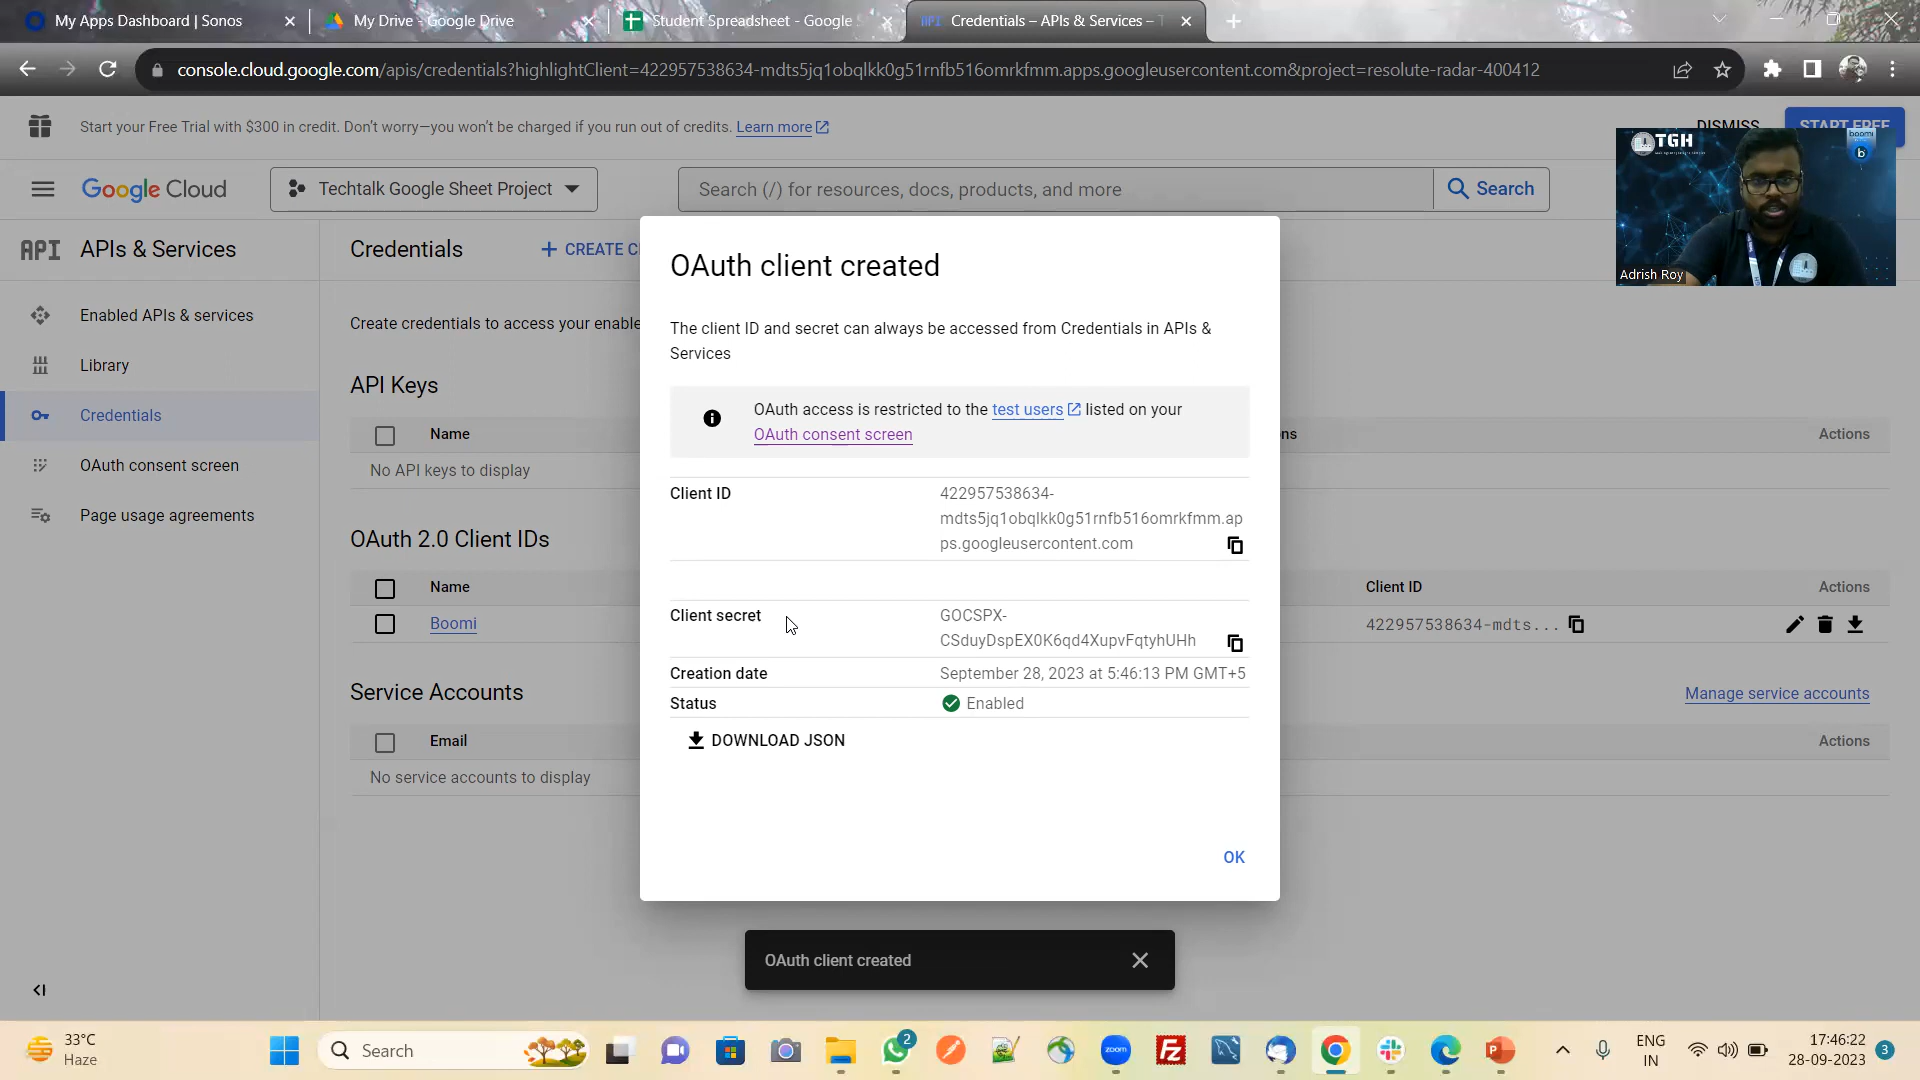 My Apps Dashboard | Sonos
My Drive - Google Drive
Student Spreadsheet - Google
Credentials – APIs & Services –
console.cloud.google.com/apis/credentials?highlightClient=422957538634-mdts5jq1obqlkk0g51rnfb516omrkfmm.apps.googleusercontent.com&project=resolute-radar-400412
Start your Free Trial with $300 in credit. Don't worry—you won't be charged if you run out of credits. Learn more
DISMISS
START FREE
Google Cloud
Techtalk Google Sheet Project
Search (/) for resources, docs, products, and more
Search
TGH
boomi
b
Adrish Roy
API APIs & Services
Enabled APIs & services
Library
Credentials
OAuth consent screen
Page usage agreements
Credentials
+ CREATE C
Create credentials to access your enable
API Keys
Name
ns
Actions
No API keys to display
OAuth 2.0 Client IDs
Name
Client ID
Actions
Boomi
422957538634-mdts...
Service Accounts
Manage service accounts
Email
Actions
No service accounts to display
OAuth client created
The client ID and secret can always be accessed from Credentials in APIs &
Services
OAuth access is restricted to the test users listed on your
OAuth consent screen
Client ID
422957538634-
mdts5jq1obqlkk0g51rnfb516omrkfmm.ap
ps.googleusercontent.com
Client secret
GOCSPX-
CSduyDspEX0K6qd4XupvFqtyhUHh
Creation date
September 28, 2023 at 5:46:13 PM GMT+5
Status
Enabled
DOWNLOAD JSON
OK
OAuth client created
33°C
Haze
Search
2
zoom
ENG
IN
17:46:22
28-09-2023
3